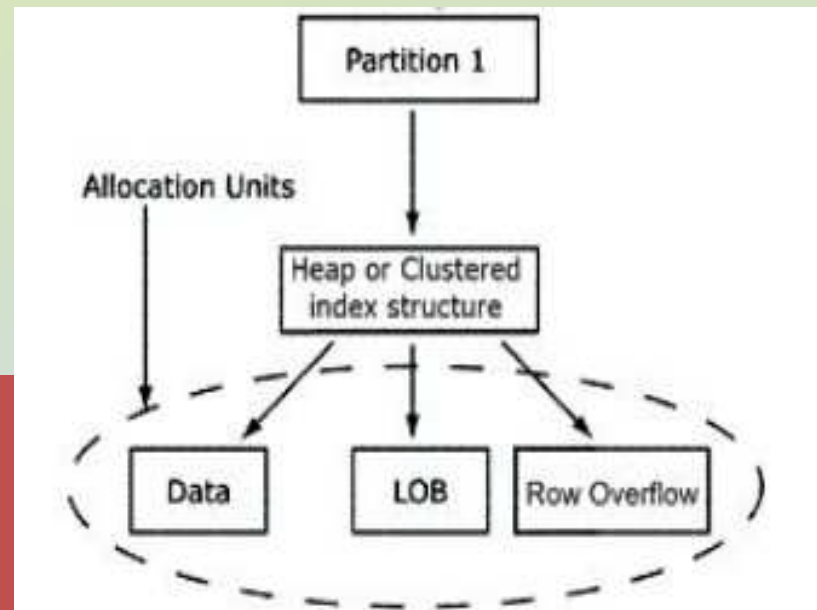 Partition 1
Allocation Units
Heap or Clustered
index structure
Data
LOB
Row Overflow